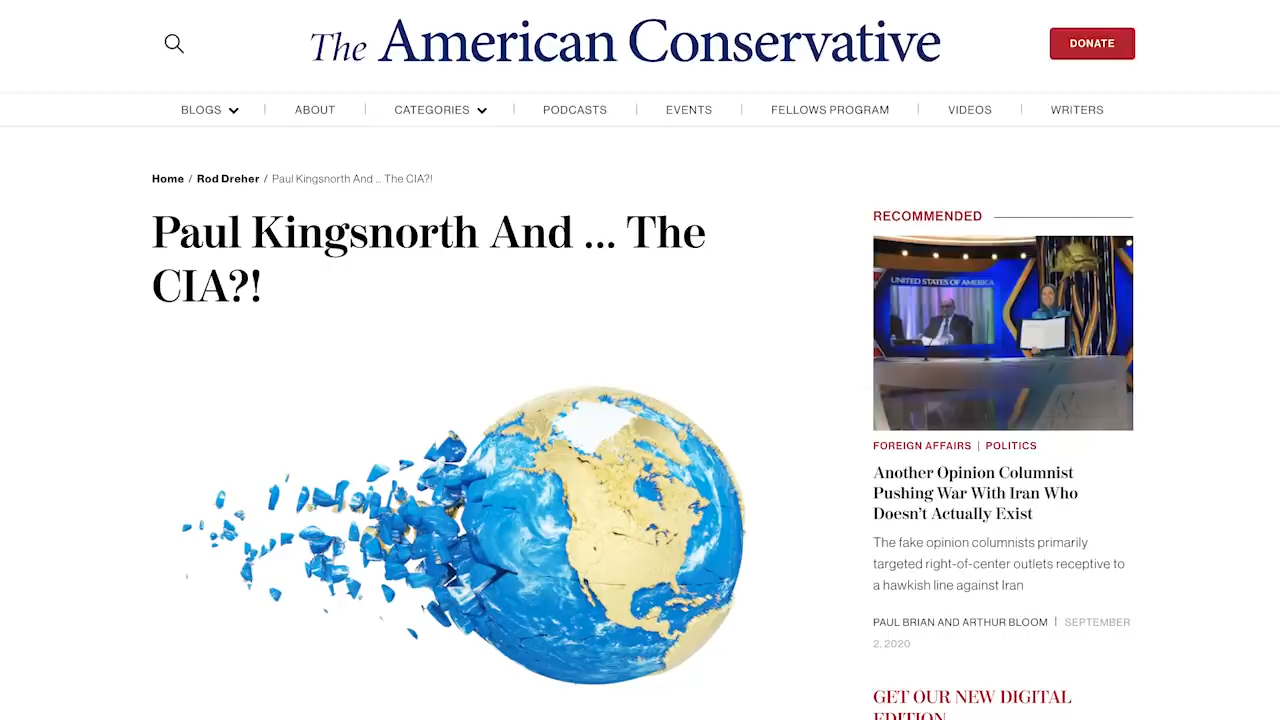 The American Conservative
DONATE
BLOGS
ABOUT
CATEGORIES
PODCASTS
EVENTS
FELLOWS PROGRAM
VIDEOS
WRITERS
Home / Rod Dreher / Paul Kingsnorth And ... The CIA?!
Paul Kingsnorth And ... The
CIA?!
RECOMMENDED
UNITED STATES OF AMERICA
FOREIGN AFFAIRS | POLITICS
Another Opinion Columnist
Pushing War With Iran Who
Doesn't Actually Exist
The fake opinion columnists primarily
targeted right-of-center outlets receptive to
a hawkish line against Iran
PAUL BRIAN AND ARTHUR BLOOM | SEPTEMBER
2, 2020
GET OUR NEW DIGITAL
EDITION